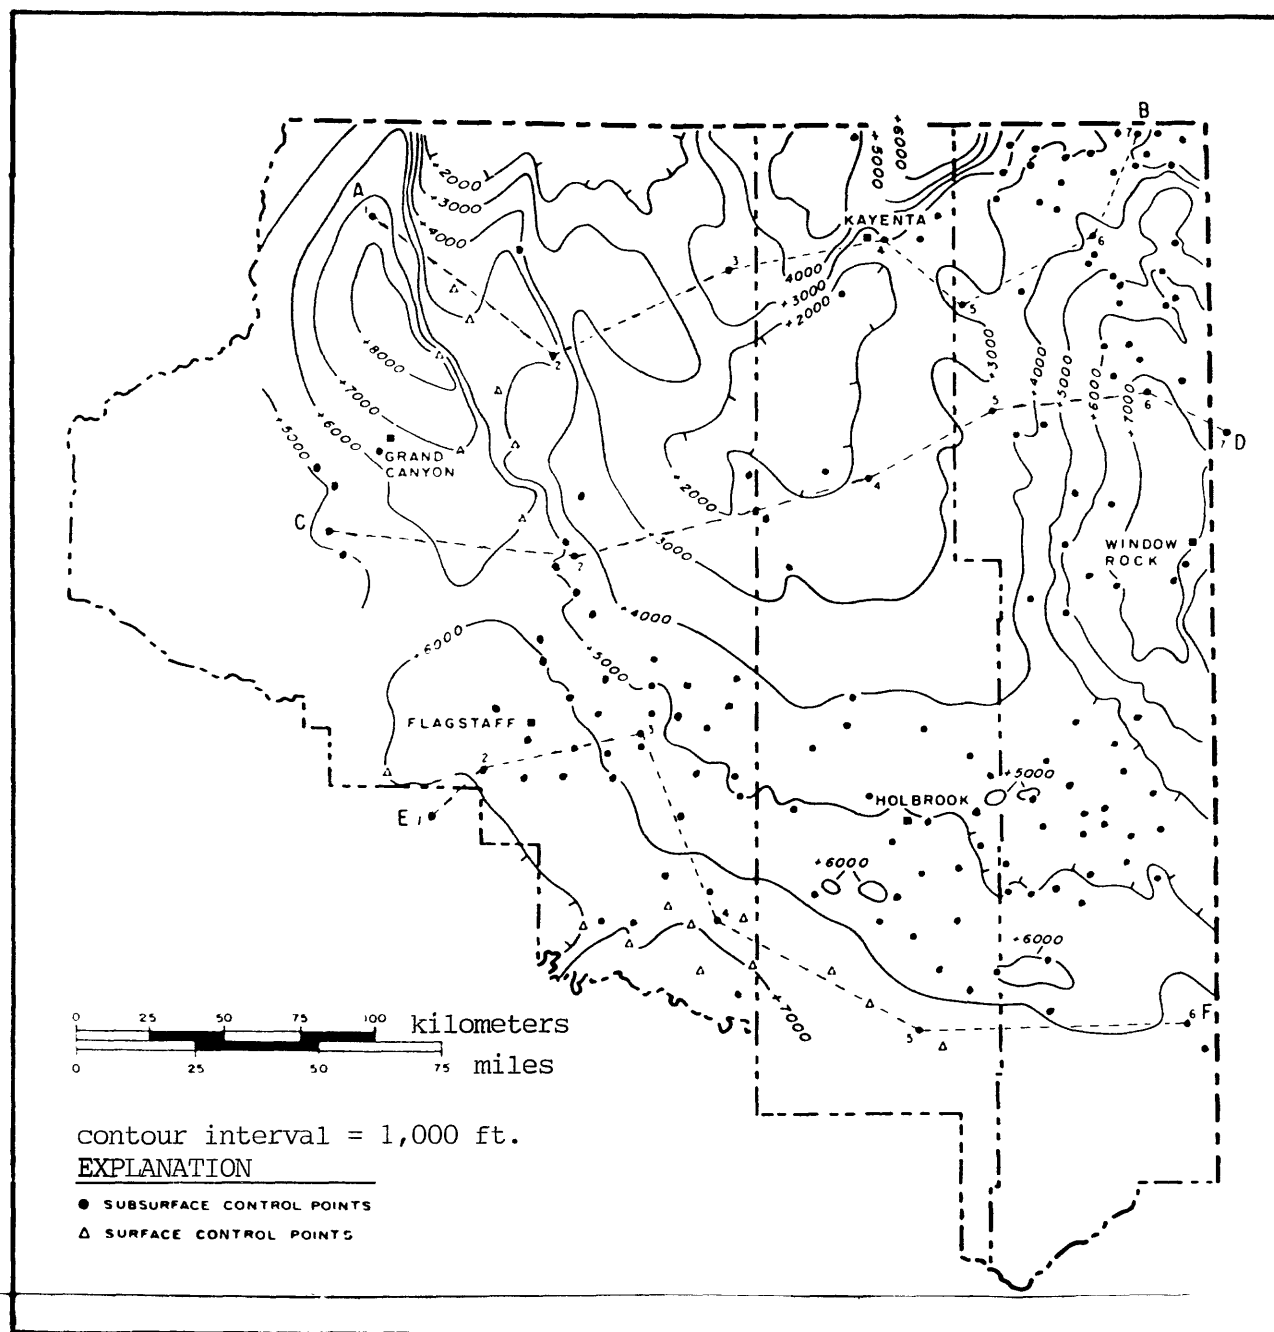 B
7
+6000
+5000
+2000
+3000
+4000
A
1
KAYENTA
4
6
3
4000
+3000
+2000
5
2
+8000
+7000
+6000
+5000
+3000
+4000
+5000
+6000
+7000
5
6
7 D
GRAND
CANYON
+2000
4
C
2
3000
WINDOW
ROCK
+4000
+6000
+5000
FLAGSTAFF
3
2
+5000
HOLBROOK
E 1
+6000
4
+6000
+7000
5
6 F
0 25 50 75 100 kilometers
0 25 50 75 miles
contour interval = 1,000 ft.
EXPLANATION
SUBSURFACE CONTROL POINTS
SURFACE CONTROL POINTS